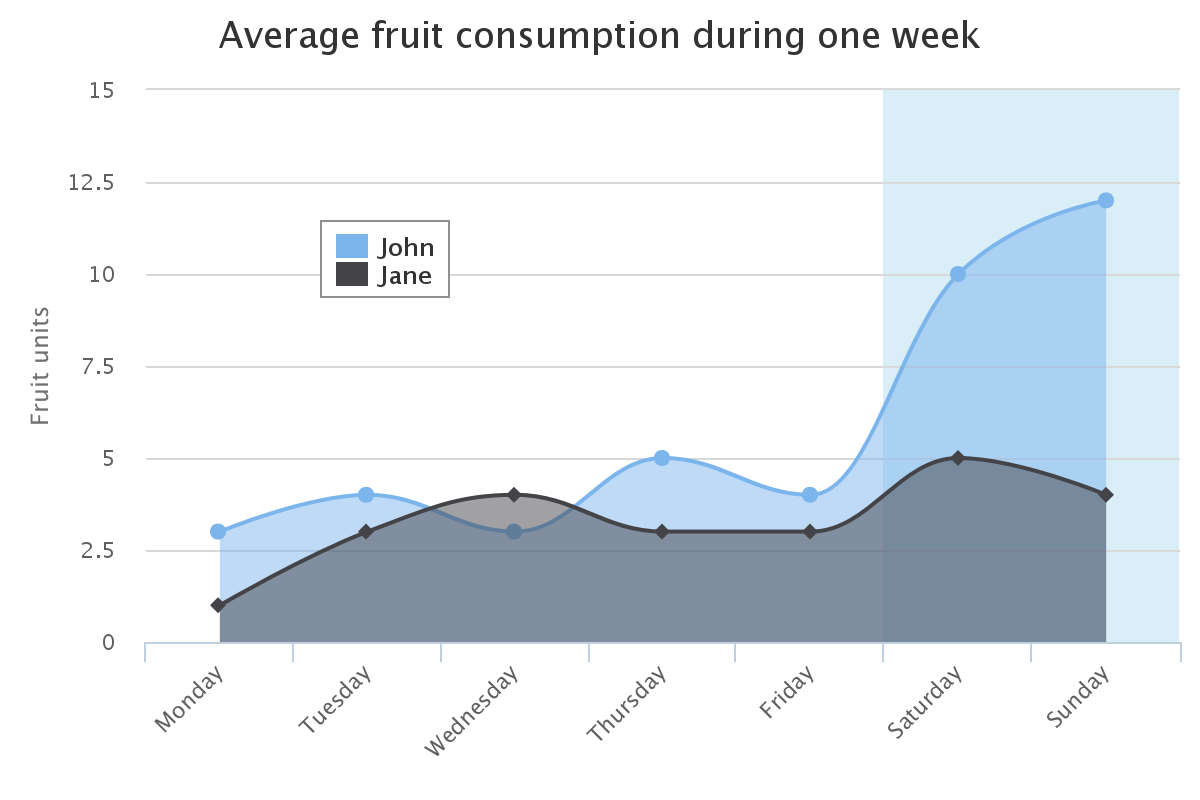 Average fruit consumption during one week
15
12.5
10
7.5
5
2.5
0
Fruit units
John
Jane
Monday
Tuesday
Wednesday
Thursday
Friday
Saturday
Sunday